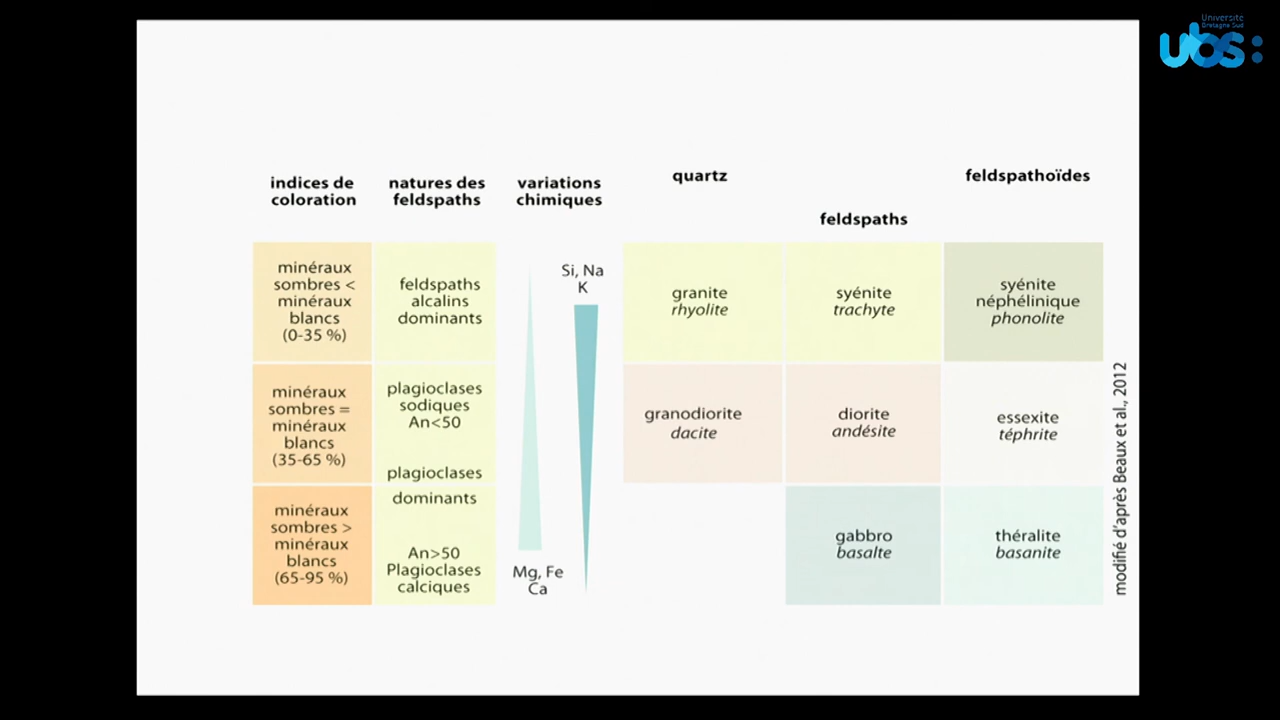 Université
Bretagne Sud
ubs:
indices de
coloration
natures des
feldspaths
variations
chimiques
quartz
feldspaths
feldspathoïdes
minéraux
sombres <
minéraux
blancs
(0-35 %)
feldspaths
alcalins
dominants
Si, Na
K
granite
rhyolite
syénite
trachyte
syénite
néphélinique
phonolite
minéraux
sombres =
minéraux
blancs
(35-65 %)
plagioclases
sodiques
An<50
plagioclases
dominants
granodiorite
dacite
diorite
andésite
essexite
téphrite
minéraux
sombres >
minéraux
blancs
(65-95 %)
An>50
Plagioclases
calciques
Mg, Fe
Ca
gabbro
basalte
théralite
basanite
modifié d'après Beaux et al., 2012